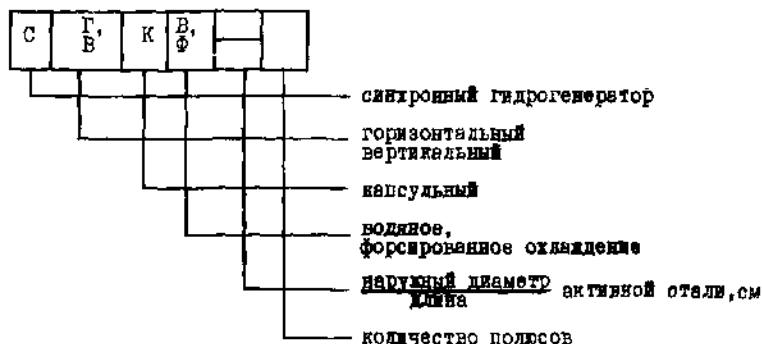 С Г, В К В, Ф
синхронный гидрогенератор
горизонтальный
вертикальный
капсульный
водяное,
форсированное охлаждение
наружный диаметр
длина
активной стали, см
количество полюсов